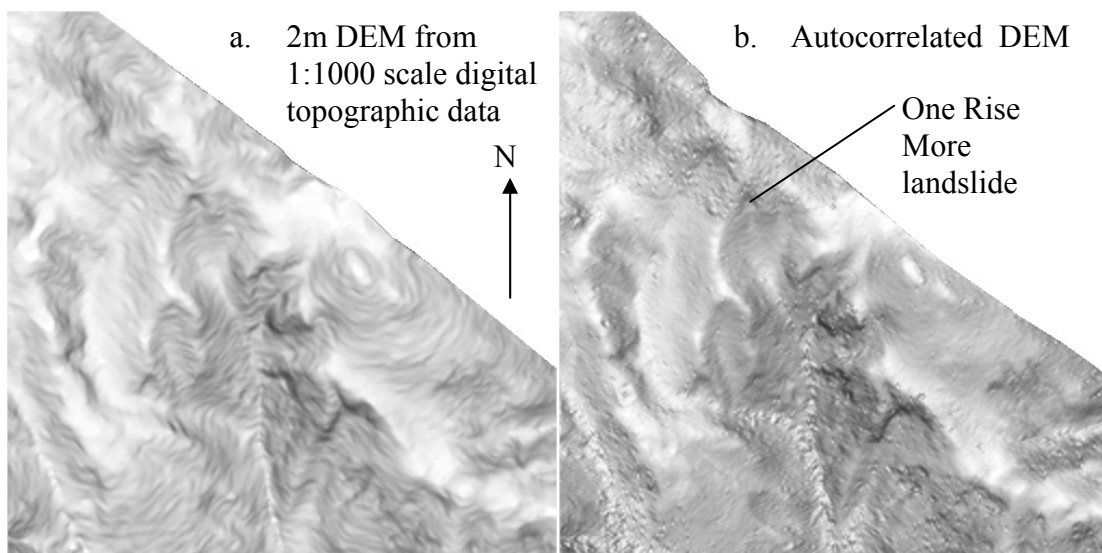 a. 2m DEM from
1:1000 scale digital
topographic data
N
b. Autocorrelated DEM
One Rise
More
landslide